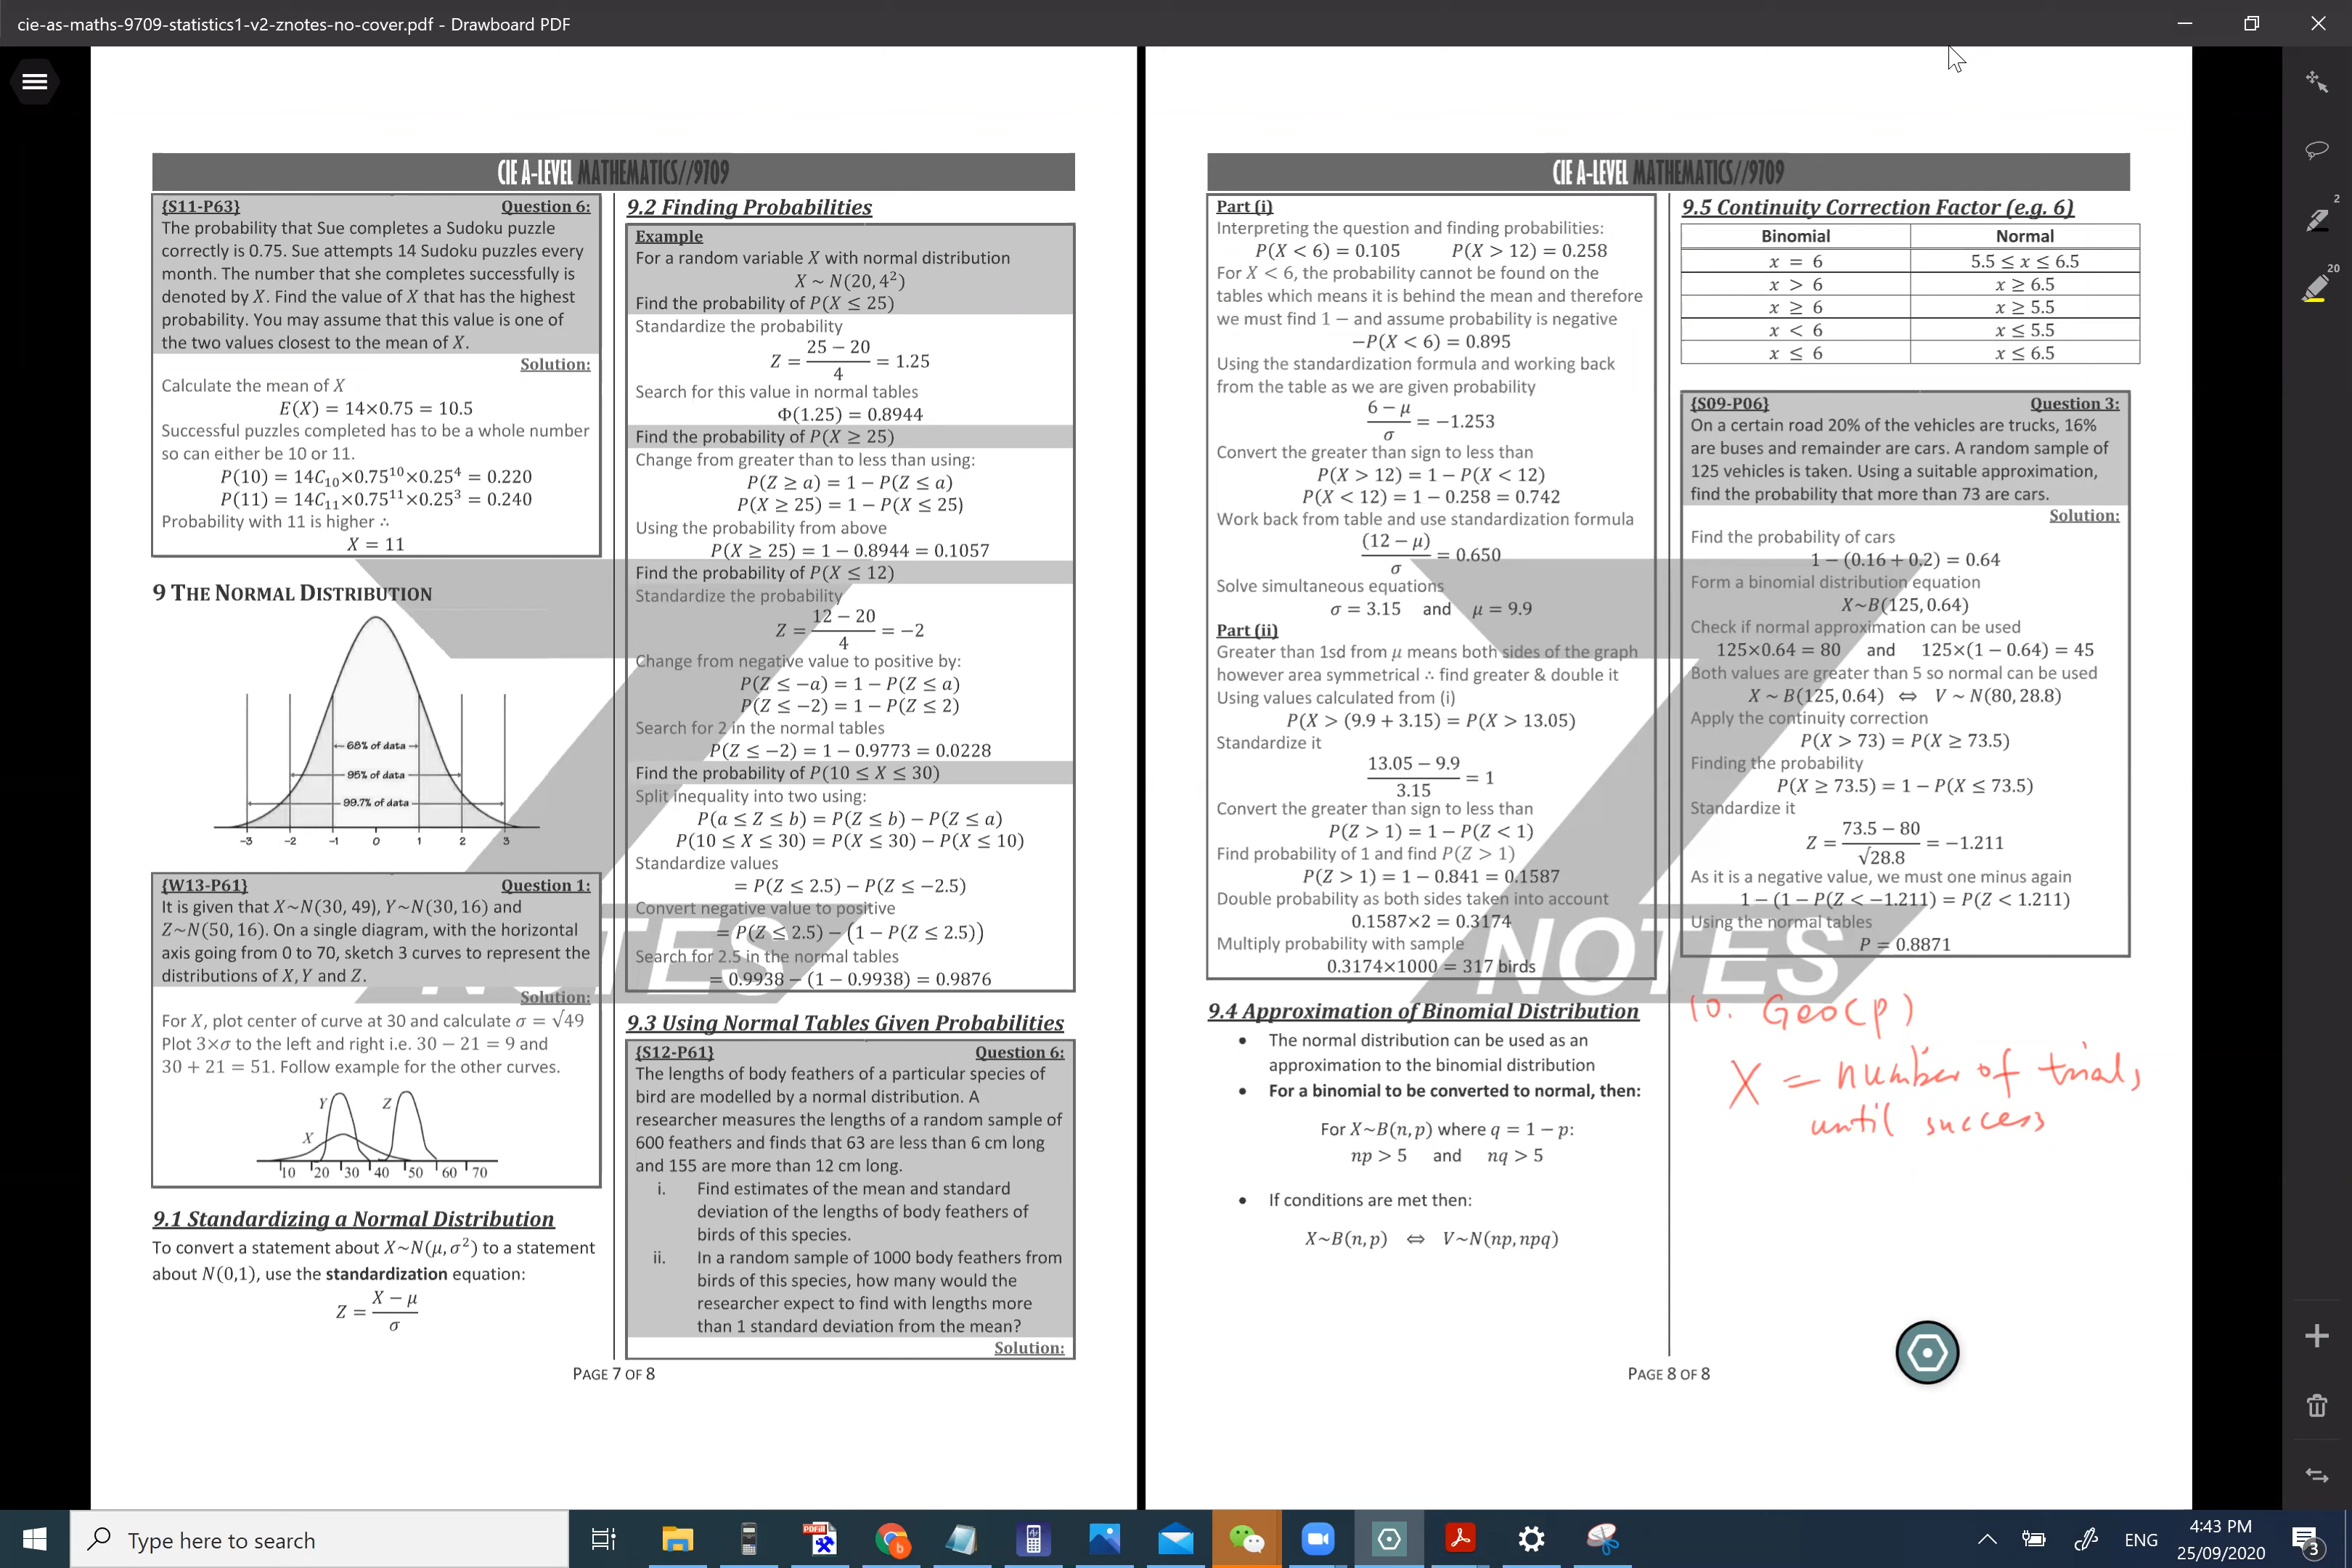 cie-as-maths-9709-statistics1-v2-znotes-no-cover.pdf - Drawboard PDF
CIE A-LEVEL MATHEMATICS//9709
{S11-P63} Question 6:
The probability that Sue completes a Sudoku puzzle
correctly is 0.75. Sue attempts 14 Sudoku puzzles every
month. The number that she completes successfully is
denoted by X. Find the value of X that has the highest
probability. You may assume that this value is one of
the two values closest to the mean of X.
Solution:
Calculate the mean of X
E(X) = 14×0.75 = 10.5
Successful puzzles completed has to be a whole number
so can either be 10 or 11.
P(10) = 14C₁₀×0.75¹⁰×0.25⁴ = 0.220
P(11) = 14C₁₁×0.75¹¹×0.25³ = 0.240
Probability with 11 is higher ∴
X = 11
9 THE NORMAL DISTRIBUTION
68% of data
95% of data
99.7% of data
-3 -2 -1 0 1 2 3
{W13-P61} Question 1:
It is given that X~N(30, 49), Y~N(30, 16) and
Z~N(50, 16). On a single diagram, with the horizontal
axis going from 0 to 70, sketch 3 curves to represent the
distributions of X, Y and Z.
Solution:
For X, plot center of curve at 30 and calculate σ = √49
Plot 3×σ to the left and right i.e. 30 − 21 = 9 and
30 + 21 = 51. Follow example for the other curves.
Y Z
X
10 20 30 40 50 60 70
9.1 Standardizing a Normal Distribution
To convert a statement about X~N(μ, σ²) to a statement
about N(0,1), use the standardization equation:
Z = (X − μ)/σ
9.2 Finding Probabilities
Example
For a random variable X with normal distribution
X ~ N(20, 4²)
Find the probability of P(X ≤ 25)
Standardize the probability
Z = (25 − 20)/4 = 1.25
Search for this value in normal tables
Φ(1.25) = 0.8944
Find the probability of P(X ≥ 25)
Change from greater than to less than using:
P(Z ≥ a) = 1 − P(Z ≤ a)
P(X ≥ 25) = 1 − P(X ≤ 25)
Using the probability from above
P(X ≥ 25) = 1 − 0.8944 = 0.1057
Find the probability of P(X ≤ 12)
Standardize the probability
Z = (12 − 20)/4 = −2
Change from negative value to positive by:
P(Z ≤ −a) = 1 − P(Z ≤ a)
P(Z ≤ −2) = 1 − P(Z ≤ 2)
Search for 2 in the normal tables
P(Z ≤ −2) = 1 − 0.9773 = 0.0228
Find the probability of P(10 ≤ X ≤ 30)
Split inequality into two using:
P(a ≤ Z ≤ b) = P(Z ≤ b) − P(Z ≤ a)
P(10 ≤ X ≤ 30) = P(X ≤ 30) − P(X ≤ 10)
Standardize values
= P(Z ≤ 2.5) − P(Z ≤ −2.5)
Convert negative value to positive
= P(Z ≤ 2.5) − (1 − P(Z ≤ 2.5))
Search for 2.5 in the normal tables
= 0.9938 − (1 − 0.9938) = 0.9876
9.3 Using Normal Tables Given Probabilities
{S12-P61} Question 6:
The lengths of body feathers of a particular species of
bird are modelled by a normal distribution. A
researcher measures the lengths of a random sample of
600 feathers and finds that 63 are less than 6 cm long
and 155 are more than 12 cm long.
i. Find estimates of the mean and standard
deviation of the lengths of body feathers of
birds of this species.
ii. In a random sample of 1000 body feathers from
birds of this species, how many would the
researcher expect to find with lengths more
than 1 standard deviation from the mean?
Solution:
NOTES
PAGE 7 OF 8
CIE A-LEVEL MATHEMATICS//9709
Part (i)
Interpreting the question and finding probabilities:
P(X < 6) = 0.105 P(X > 12) = 0.258
For X < 6, the probability cannot be found on the
tables which means it is behind the mean and therefore
we must find 1 − and assume probability is negative
−P(X < 6) = 0.895
Using the standardization formula and working back
from the table as we are given probability
(6 − μ)/σ = −1.253
Convert the greater than sign to less than
P(X > 12) = 1 − P(X < 12)
P(X < 12) = 1 − 0.258 = 0.742
Work back from table and use standardization formula
(12 − μ)/σ = 0.650
Solve simultaneous equations
σ = 3.15 and μ = 9.9
Part (ii)
Greater than 1sd from μ means both sides of the graph
however area symmetrical ∴ find greater & double it
Using values calculated from (i)
P(X > (9.9 + 3.15) = P(X > 13.05)
Standardize it
(13.05 − 9.9)/3.15 = 1
Convert the greater than sign to less than
P(Z > 1) = 1 − P(Z < 1)
Find probability of 1 and find P(Z > 1)
P(Z > 1) = 1 − 0.841 = 0.1587
Double probability as both sides taken into account
0.1587×2 = 0.3174
Multiply probability with sample
0.3174×1000 = 317 birds
9.4 Approximation of Binomial Distribution
• The normal distribution can be used as an
approximation to the binomial distribution
• For a binomial to be converted to normal, then:
For X~B(n, p) where q = 1 − p:
np > 5 and nq > 5
• If conditions are met then:
X~B(n, p) ⇔ V~N(np, npq)
9.5 Continuity Correction Factor (e.g. 6)
Binomial Normal
x = 6 5.5 ≤ x ≤ 6.5
x > 6 x ≥ 6.5
x ≥ 6 x ≥ 5.5
x < 6 x ≤ 5.5
x ≤ 6 x ≤ 6.5
{S09-P06} Question 3:
On a certain road 20% of the vehicles are trucks, 16%
are buses and remainder are cars. A random sample of
125 vehicles is taken. Using a suitable approximation,
find the probability that more than 73 are cars.
Solution:
Find the probability of cars
1 − (0.16 + 0.2) = 0.64
Form a binomial distribution equation
X~B(125, 0.64)
Check if normal approximation can be used
125×0.64 = 80 and 125×(1 − 0.64) = 45
Both values are greater than 5 so normal can be used
X ~ B(125, 0.64) ⇔ V ~ N(80, 28.8)
Apply the continuity correction
P(X > 73) = P(X ≥ 73.5)
Finding the probability
P(X ≥ 73.5) = 1 − P(X ≤ 73.5)
Standardize it
Z = (73.5 − 80)/√28.8 = −1.211
As it is a negative value, we must one minus again
1 − (1 − P(Z < −1.211) = P(Z < 1.211)
Using the normal tables
P = 0.8871
10. Geo(p)
X = number of trials
until success
NOTES
PAGE 8 OF 8
2
20
Type here to search
PDFill
b
ENG
4:43 PM
25/09/2020
3